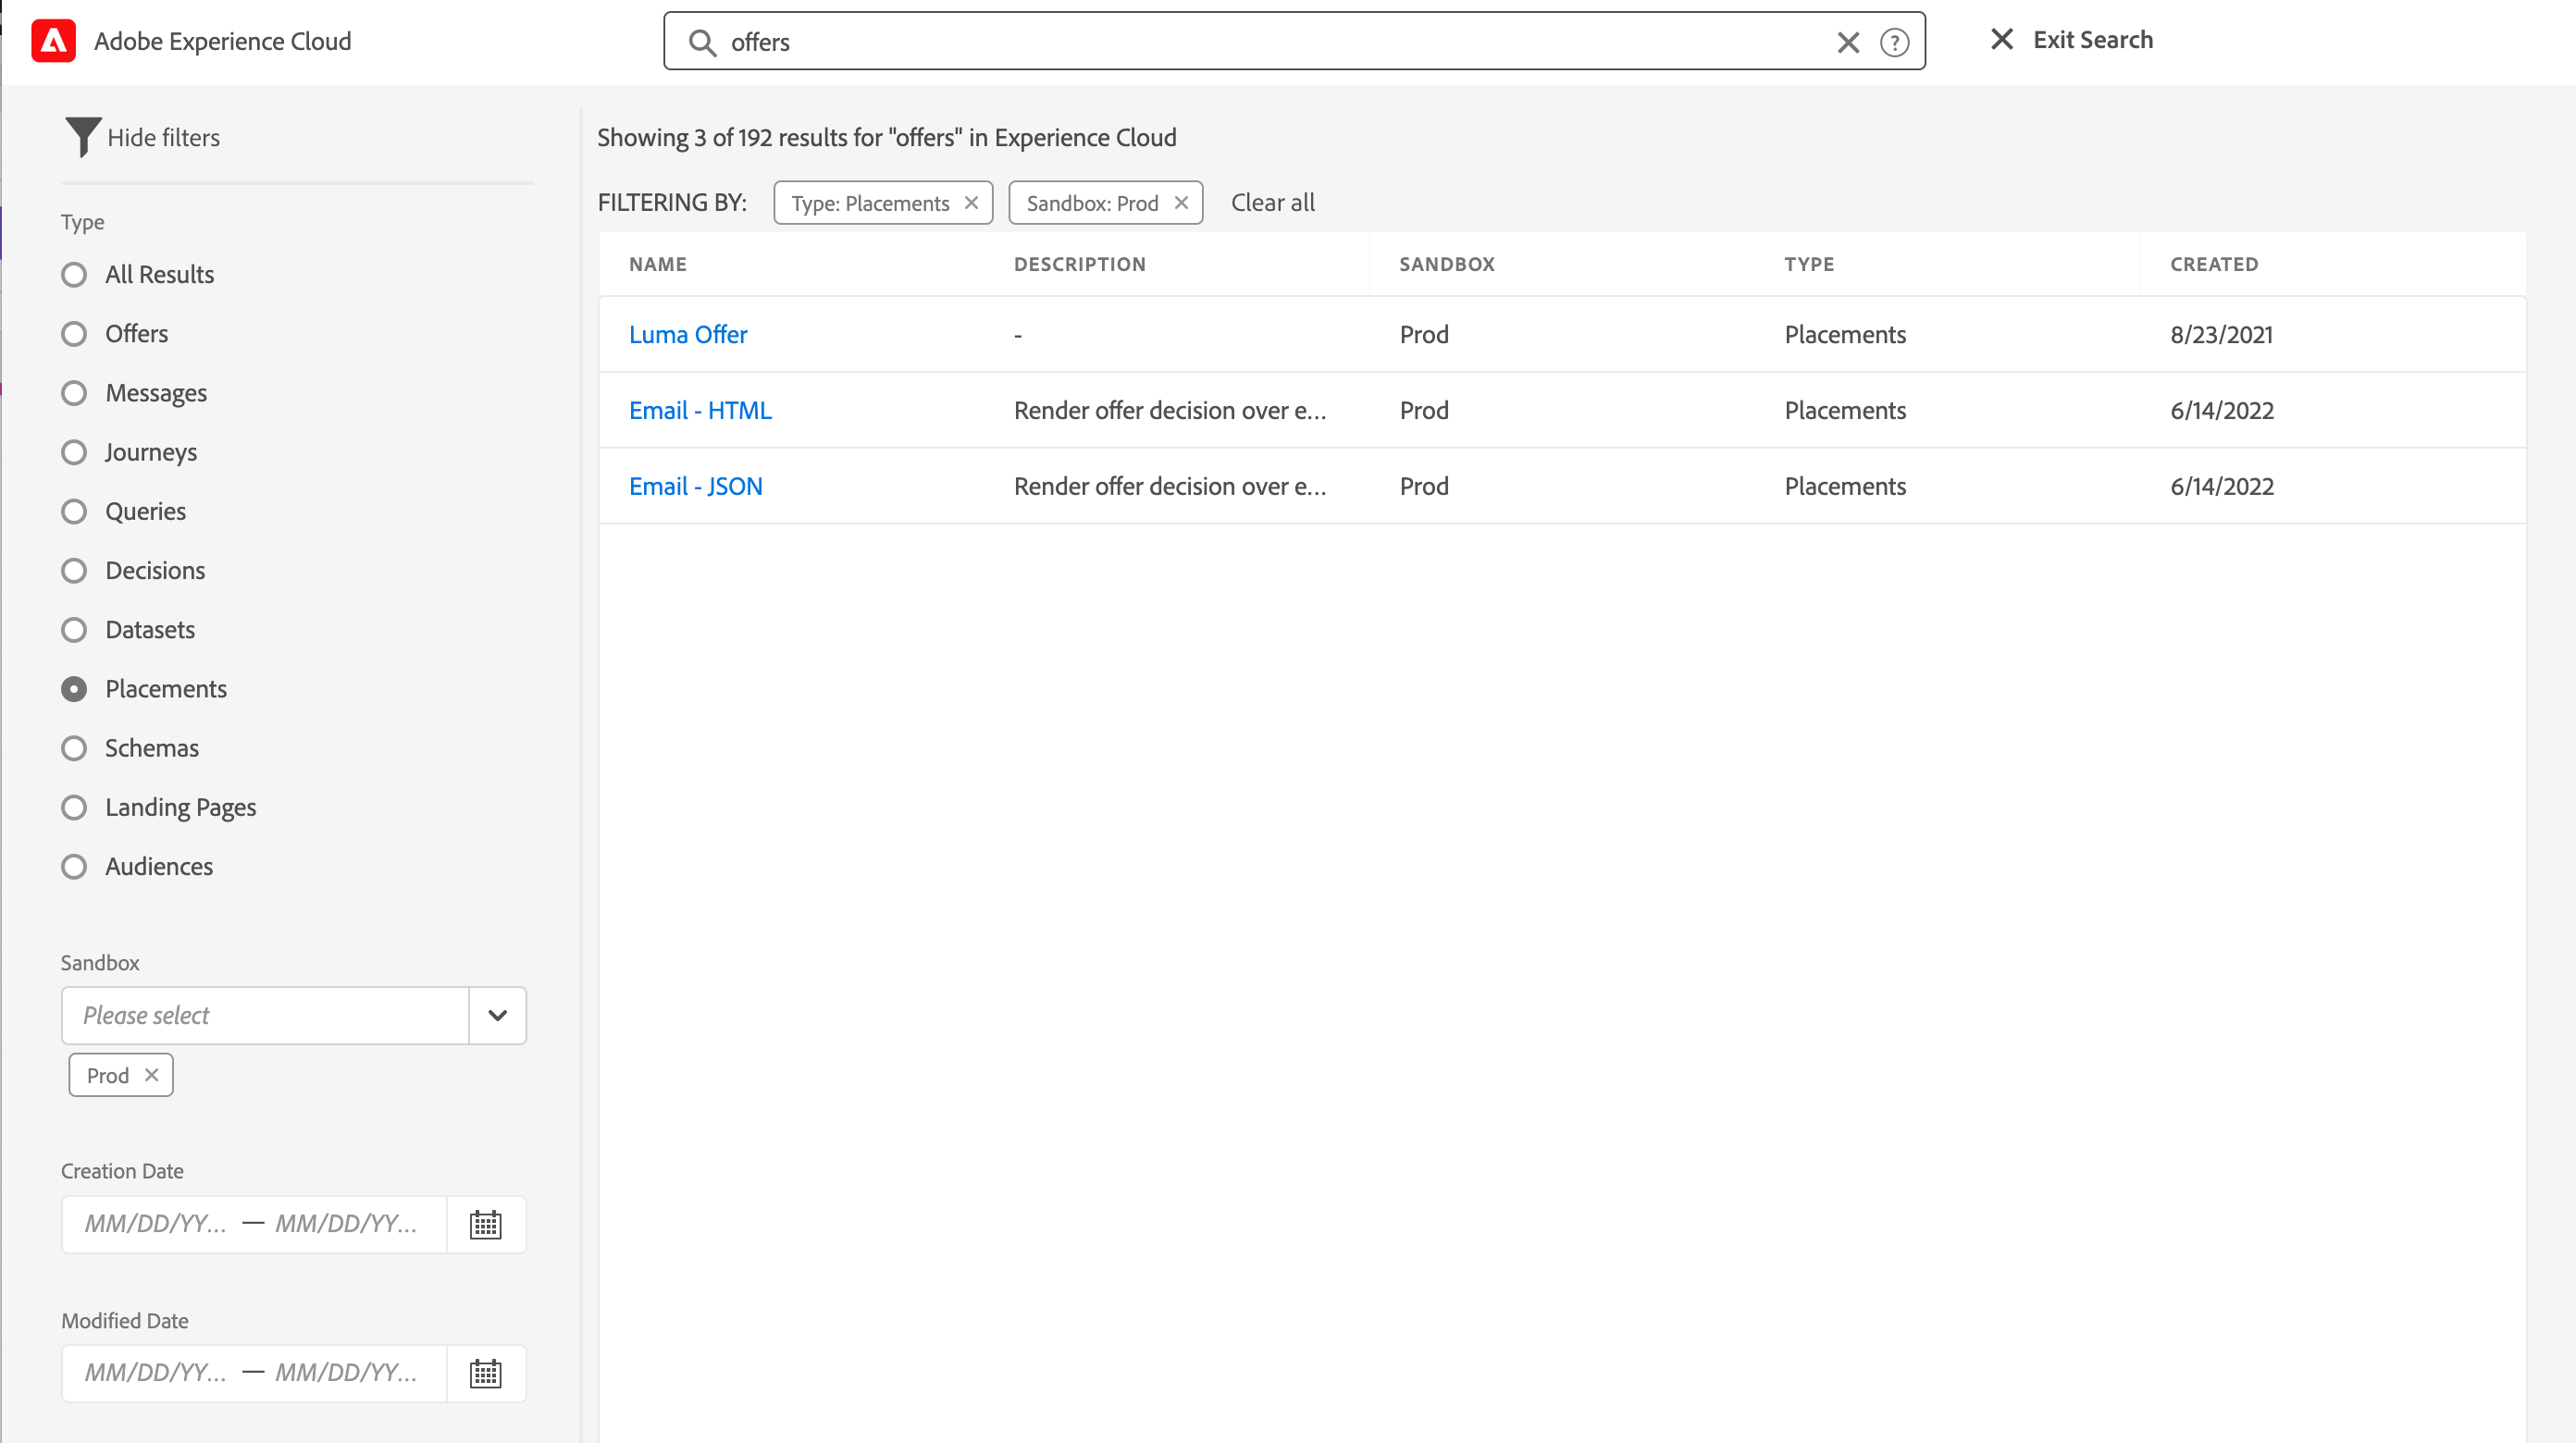 Adobe Experience Cloud
offers
Exit Search
Hide filters
Type
All Results
Offers
Messages
Journeys
Queries
Decisions
Datasets
Placements
Schemas
Landing Pages
Audiences
Sandbox
Please select
Prod
Creation Date
MM/DD/YY... — MM/DD/YY...
Modified Date
MM/DD/YY... — MM/DD/YY...
Showing 3 of 192 results for "offers" in Experience Cloud
FILTERING BY: Type: Placements Sandbox: Prod Clear all
NAME DESCRIPTION SANDBOX TYPE CREATED
Luma Offer - Prod Placements 8/23/2021
Email - HTML Render offer decision over e... Prod Placements 6/14/2022
Email - JSON Render offer decision over e... Prod Placements 6/14/2022